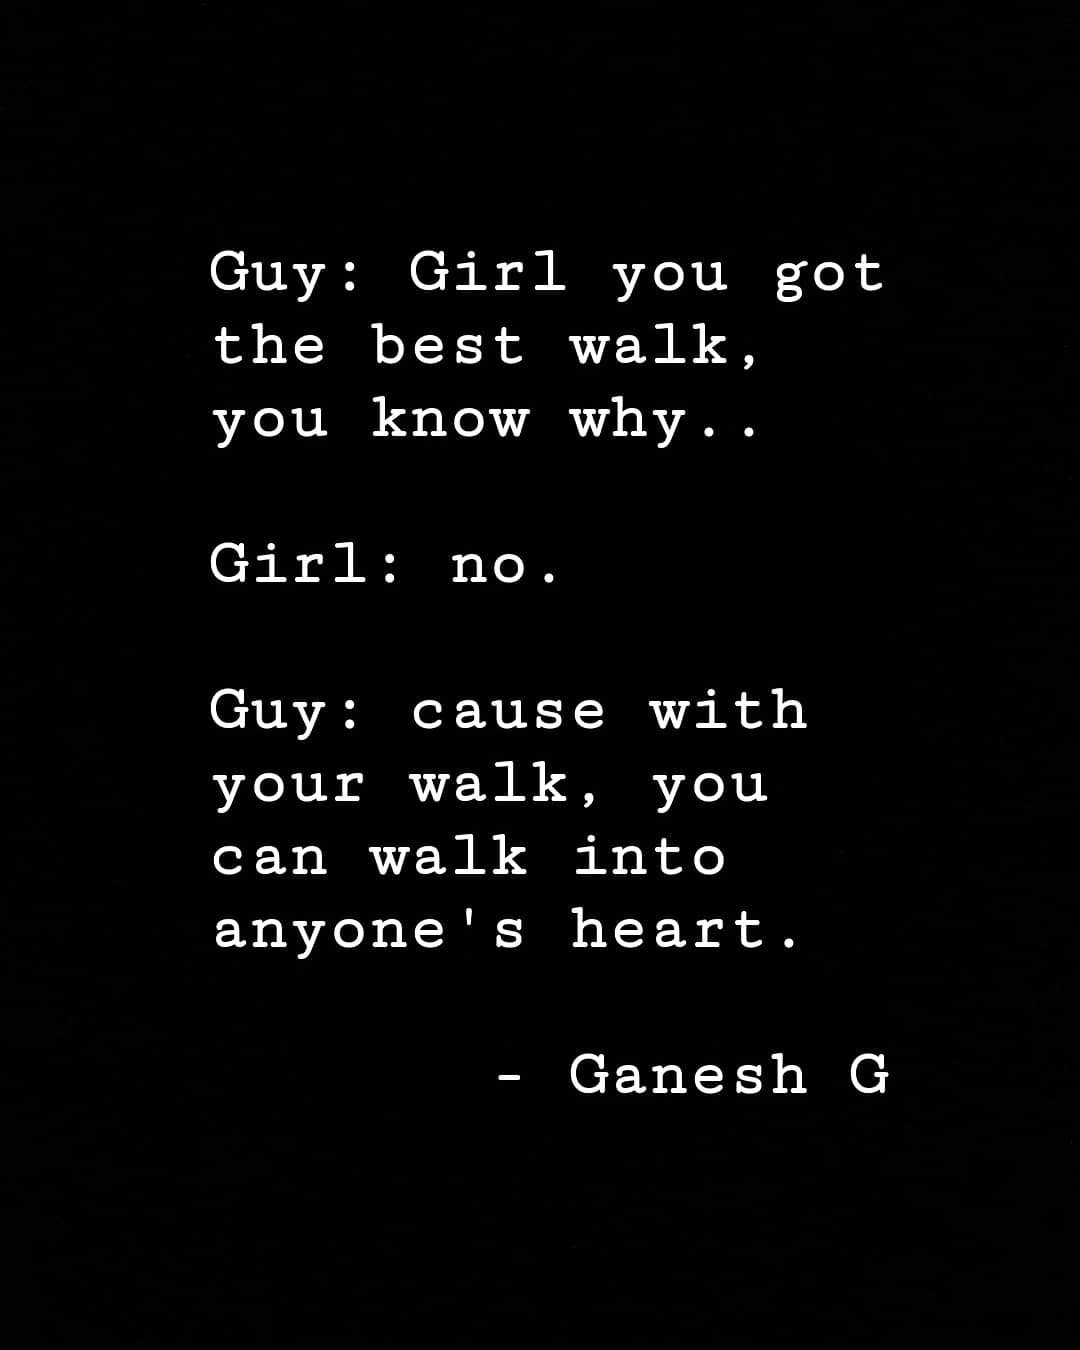 Guy: Girl you got
the best walk,
you know why..
Girl: no.
Guy: cause with
your walk, you
can walk into
anyone's heart.
- Ganesh G